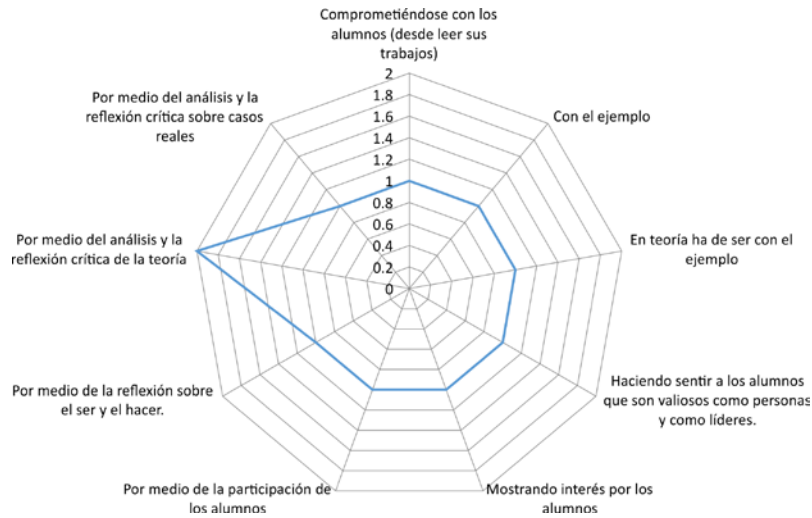 Comprometiéndose con los
alumnos (desde leer sus
trabajos)
2
1.8
1.6
1.4
1.2
1
0.8
0.6
0.4
0.2
0
Con el ejemplo
En teoría ha de ser con el
ejemplo
Haciendo sentir a los alumnos
que son valiosos como personas
y como líderes.
Mostrando interés por los
alumnos
Por medio de la participación de
los alumnos
Por medio de la reflexión sobre
el ser y el hacer.
Por medio del análisis y la
reflexión crítica de la teoría
Por medio del análisis y la
reflexión crítica sobre casos
reales